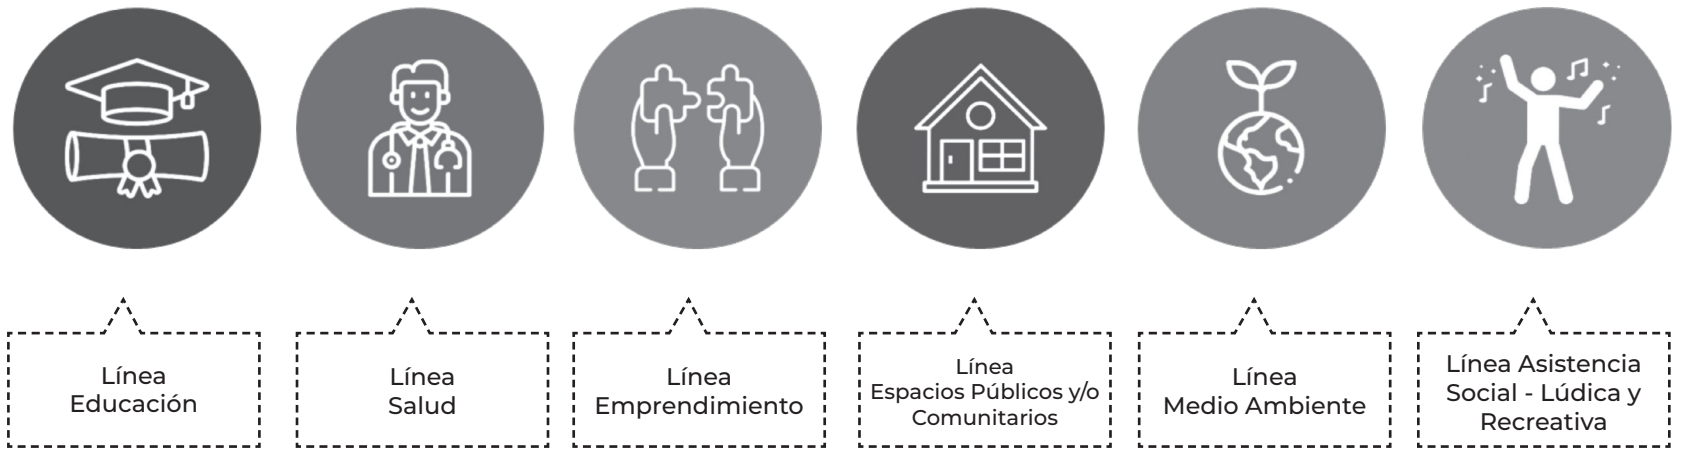 Línea
Educación
Línea
Salud
Línea
Emprendimiento
Línea
Espacios Públicos y/o
Comunitarios
Línea
Medio Ambiente
Línea Asistencia
Social - Lúdica y
Recreativa